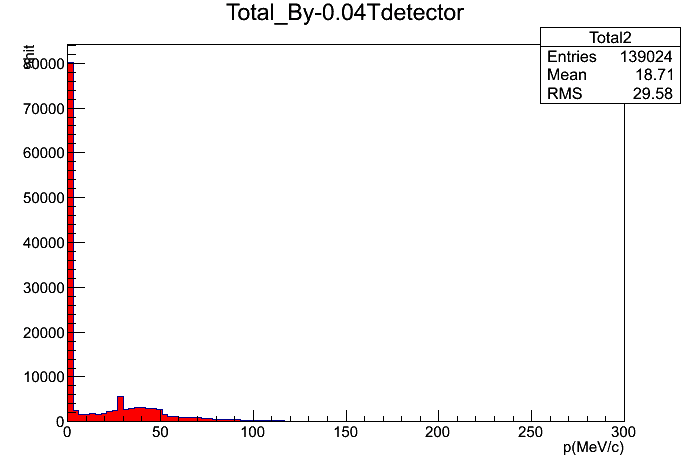 Total_By-0.04Tdetector
Total2
Entries 139024
Mean 18.71
RMS 29.58
80000
70000
60000
50000
40000
30000
20000
10000
0
0 50 100 150 200 250 300
p(MeV/c)